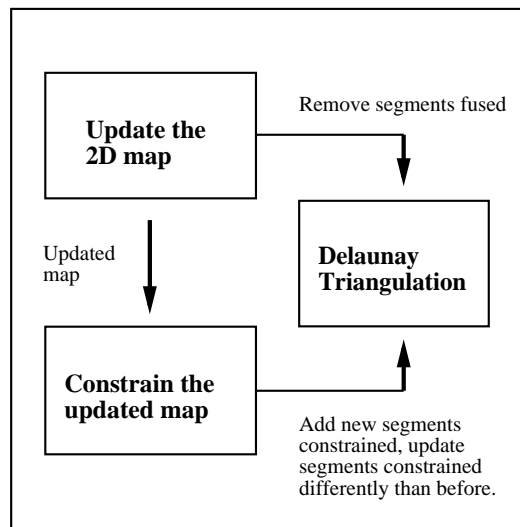 Remove segments fused
Update the
2D map
Updated
map
Delaunay
Triangulation
Constrain the
updated map
Add new segments
constrained, update
segments constrained
differently than before.